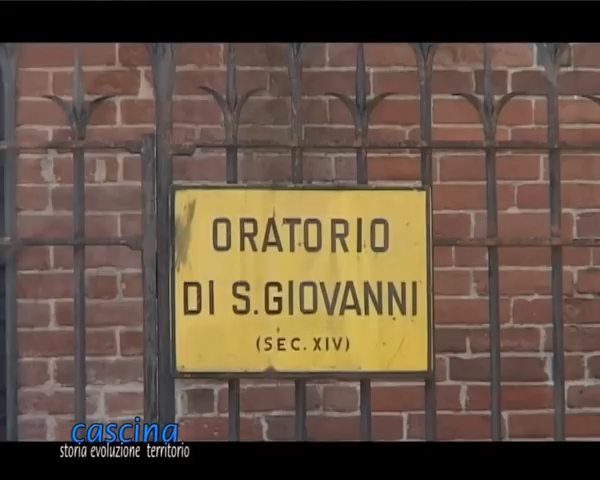 ORATORIO
DI S.GIOVANNI
(SEC. XIV)
cascina
storia evoluzione territorio